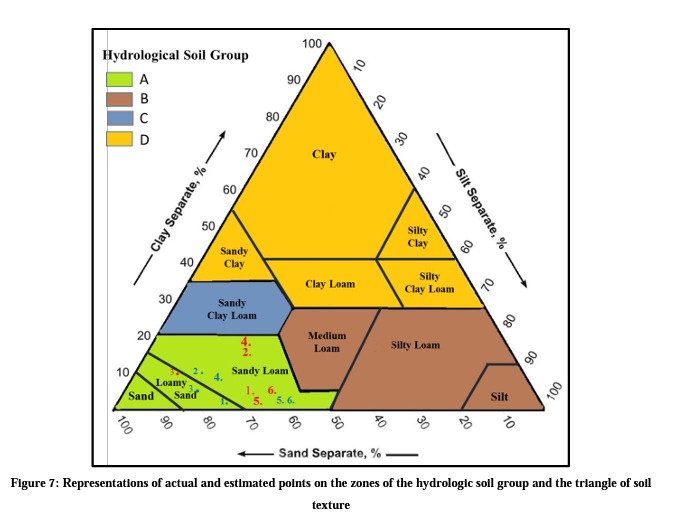 Hydrological Soil Group
A
B
C
D
100
90
80
70
60
50
40
30
20
10
Clay Separate, %
10
20
30
40
50
60
70
80
90
100
Silt Separate, %
Clay
Silty
Clay
Sandy
Clay
Clay Loam
Silty
Clay Loam
Sandy
Clay Loam
Medium
Loam
Silty Loam
4.
2.
Sandy Loam
3.
2.
4.
Loamy
Sand
3.
1.
1.
6.
5.
5. 6.
Sand
Silt
100
90
80
70
60
50
40
30
20
10
Sand Separate, %
Figure 7: Representations of actual and estimated points on the zones of the hydrologic soil group and the triangle of soil
texture